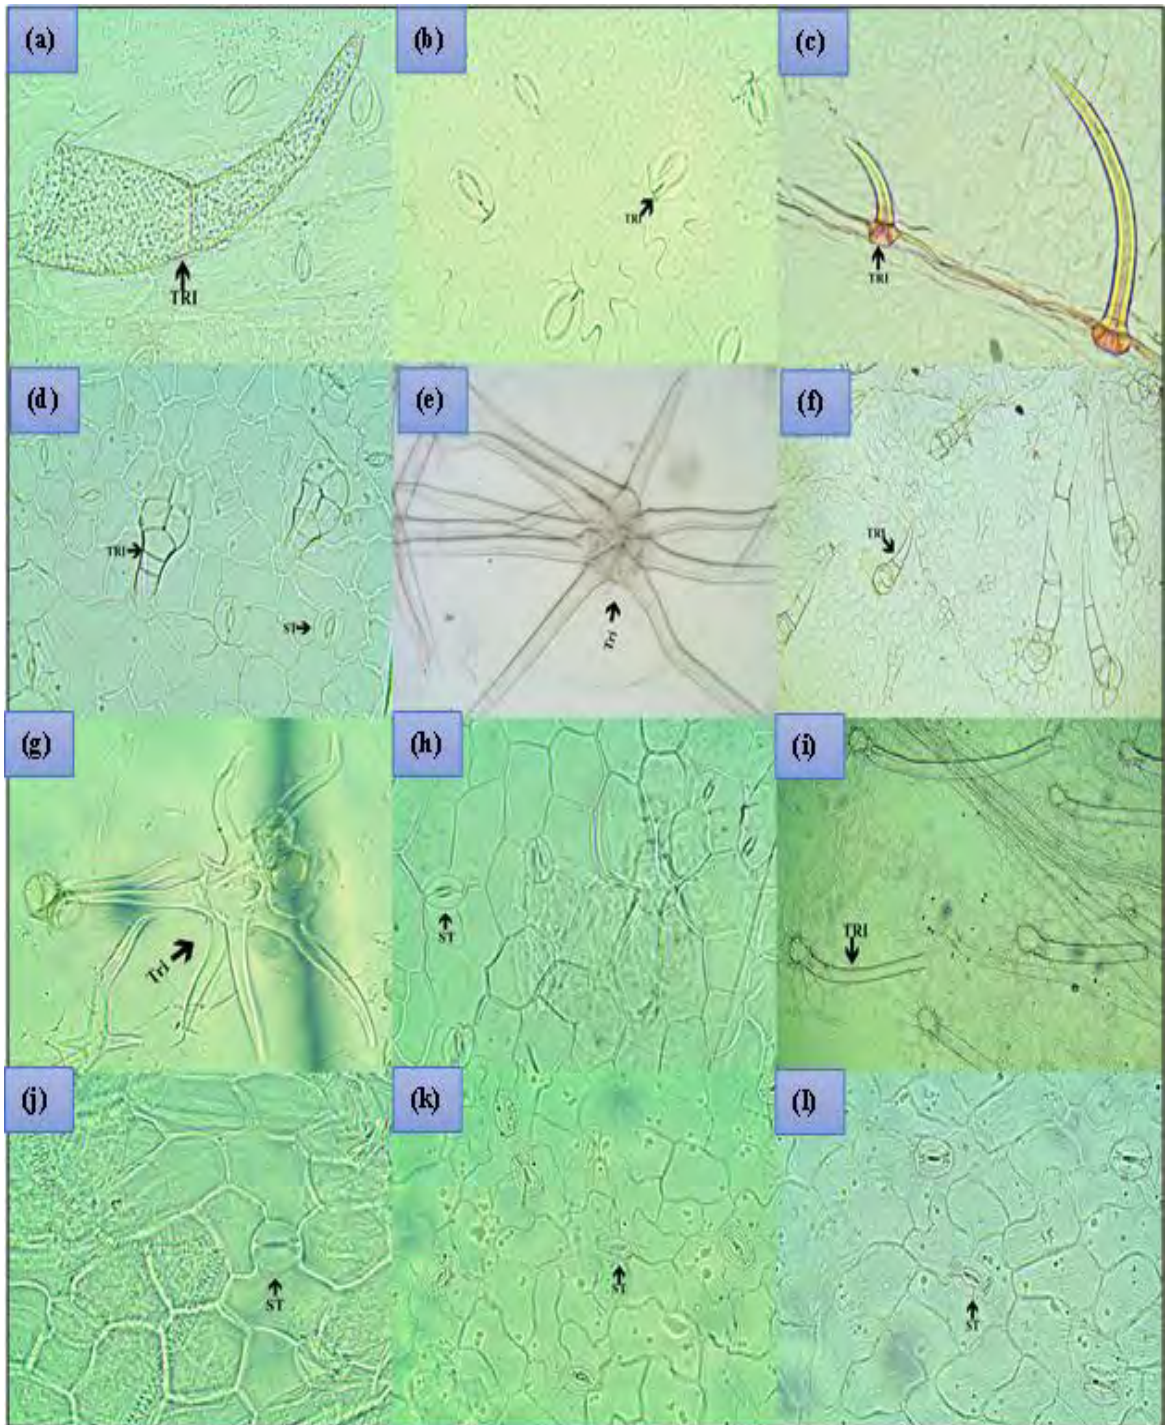 (a)
(b)
(c)
TRI
TRI
TRI
(d)
(e)
(f)
TRI
ST
Tri
TRI
(g)
(h)
(i)
Tri
ST
TRI
(j)
(k)
(l)
ST
ST
ST